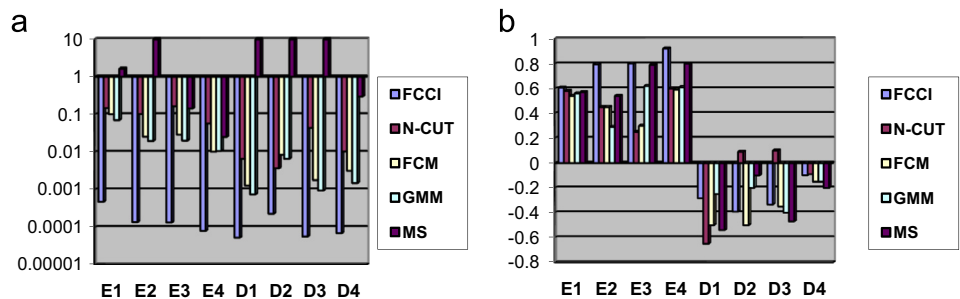 a
10
1
0.1
0.01
0.001
0.0001
0.00001
E1 E2 E3 E4 D1 D2 D3 D4
FCCI
N-CUT
FCM
GMM
MS
b
1
0.8
0.6
0.4
0.2
0
-0.2
-0.4
-0.6
-0.8
E1 E2 E3 E4 D1 D2 D3 D4
FCCI
N-CUT
FCM
GMM
MS